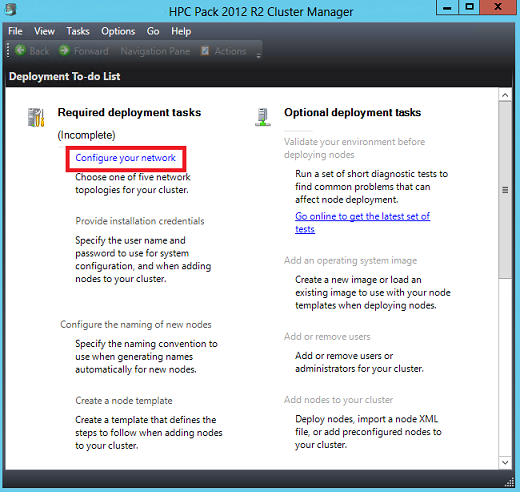 HPC Pack 2012 R2 Cluster Manager
File View Tasks Options Go Help
Back Forward Navigation Pane Actions
Deployment To-do List
Required deployment tasks
(Incomplete)
Configure your network
Choose one of five network
topologies for your cluster.
Provide installation credentials
Specify the user name and
password to use for system
configuration, and when adding
nodes to your cluster.
Configure the naming of new nodes
Specify the naming convention to
use when generating names
automatically for new nodes.
Create a node template
Create a template that defines the
steps to follow when adding nodes
to your cluster.
Optional deployment tasks
Validate your environment before
deploying nodes
Run a set of short diagnostic tests to
find common problems that can
affect node deployment.
Go online to get the latest set of
tests
Add an operating system image
Create a new image or load an
existing image to use with your node
templates when deploying nodes.
Add or remove users
Add or remove users or
administrators for your cluster.
Add nodes to your cluster
Deploy nodes, import a node XML
file, or add preconfigured nodes to
your cluster.